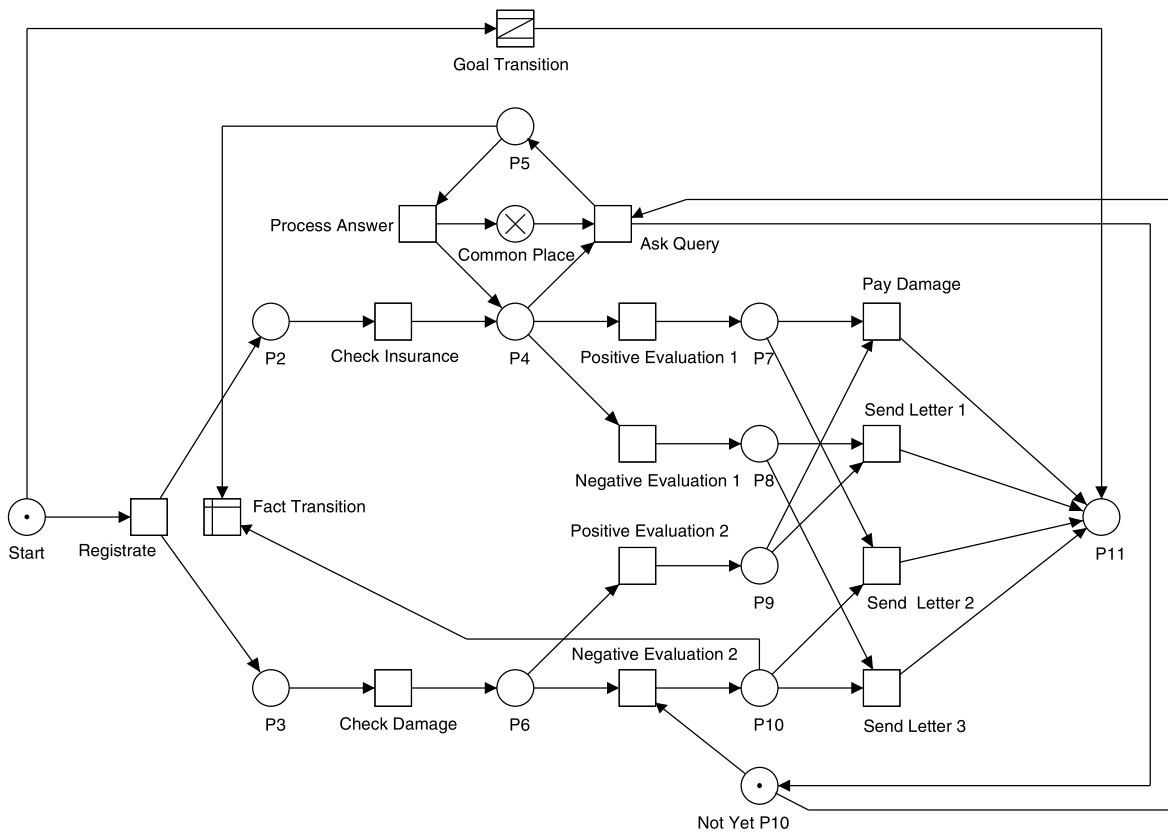 Goal Transition
P5
Process Answer
Common Place
Ask Query
Pay Damage
P2
Check Insurance
P4
Positive Evaluation 1
P7
Send Letter 1
Negative Evaluation 1
P8
Fact Transition
Start
Registrate
Positive Evaluation 2
P11
P9
Send Letter 2
Negative Evaluation 2
P3
Check Damage
P6
P10
Send Letter 3
Not Yet P10